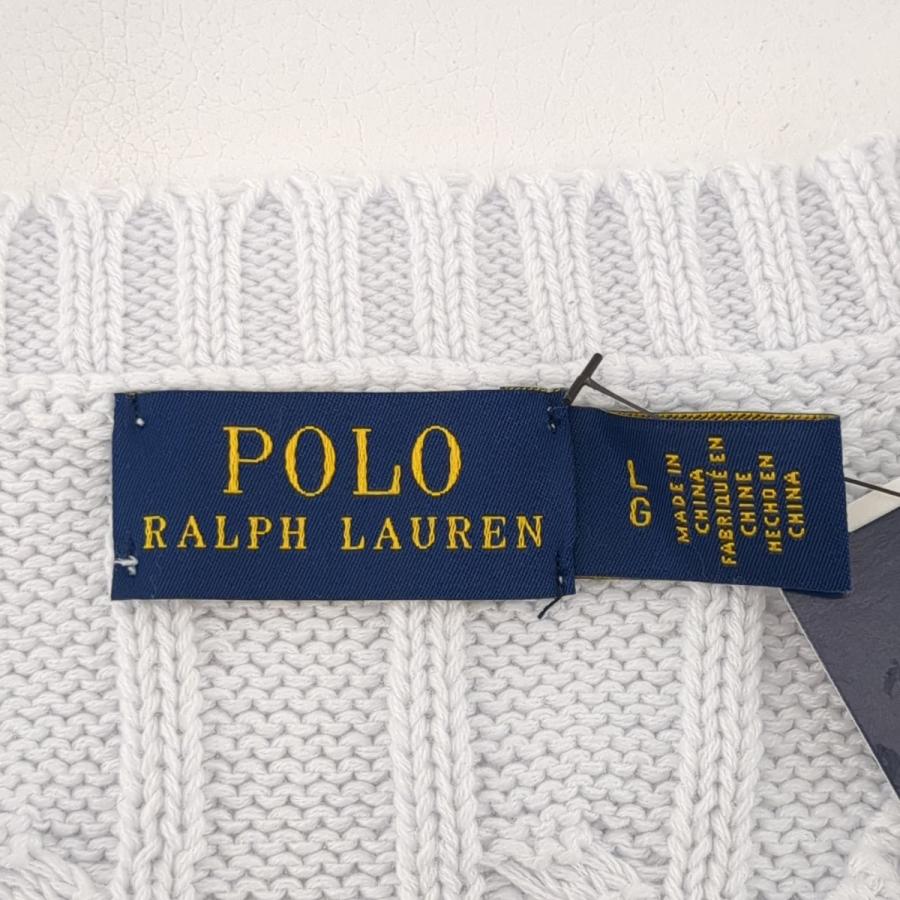 POLO
RALPH LAUREN
L
G
MADE IN
CHINA
FABRIQUÉ EN
CHINE
HECHO EN
CHINA